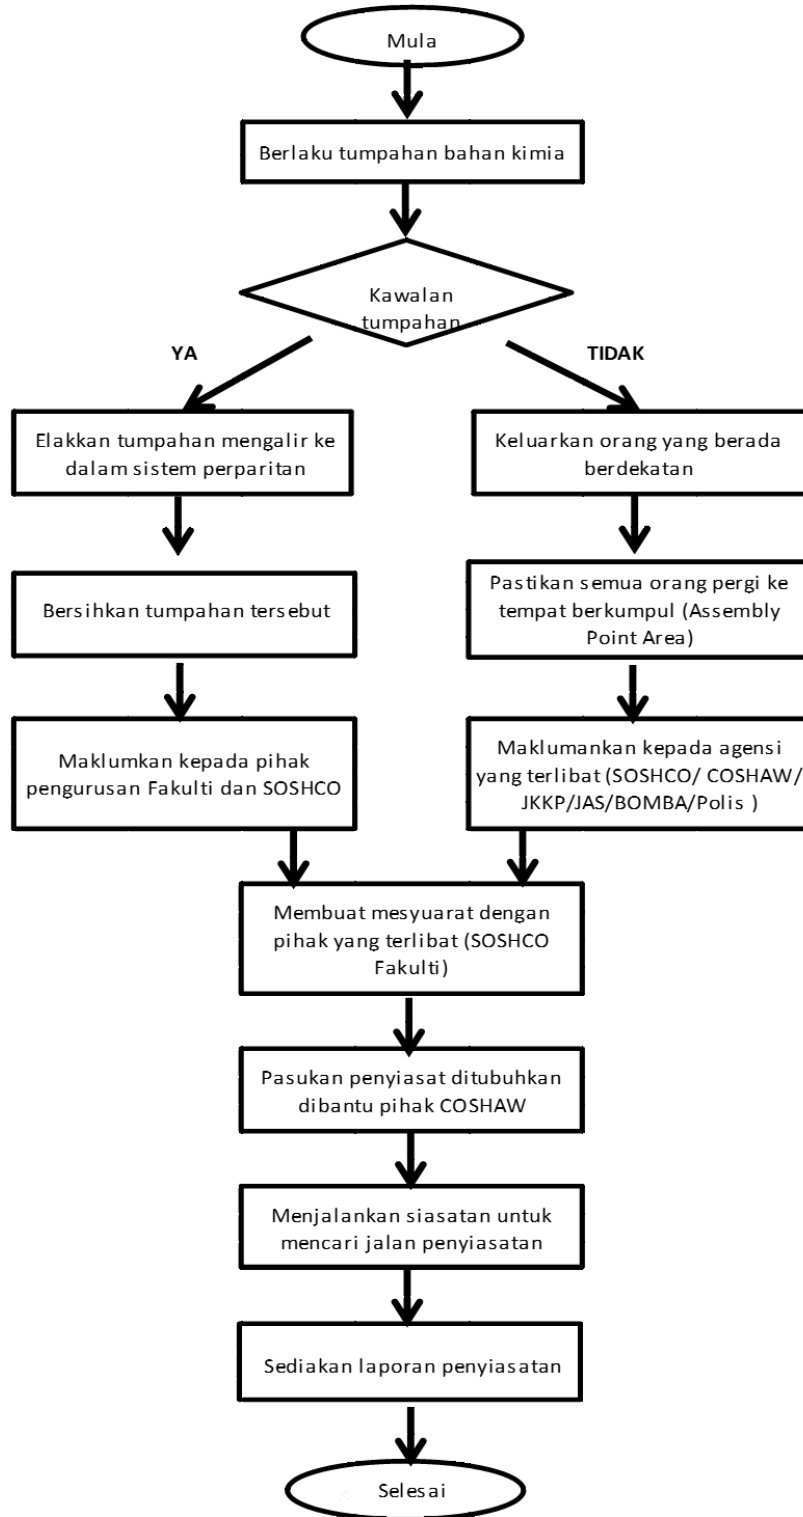 Mula
Berlaku tumpahan bahan kimia
Kawalan
tumpahan
YA
TIDAK
Elakkan tumpahan mengalir ke
dalam sistem perparitan
Keluarkan orang yang berada
berdekatan
Bersihkan tumpahan tersebut
Pastikan semua orang pergi ke
tempat berkumpul (Assembly
Point Area)
Maklumkan kepada pihak
pengurusan Fakulti dan SOSHCO
Maklumankan kepada agensi
yang terlibat (SOSHCO/ COSHAW/
JKKP/JAS/BOMBA/Polis )
Membuat mesyuarat dengan
pihak yang terlibat (SOSHCO
Fakulti)
Pasukan penyiasat ditubuhkan
dibantu pihak COSHAW
Menjalankan siasatan untuk
mencari jalan penyiasatan
Sediakan laporan penyiasatan
Selesai